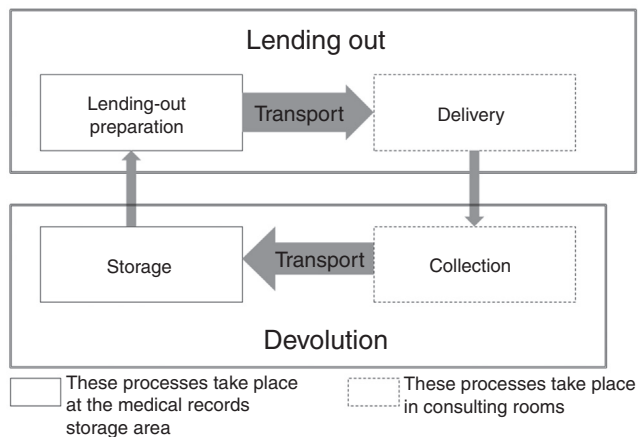 Lending out
Lending-out
preparation
Transport
Delivery
Storage
Transport
Collection
Devolution
These processes take place
at the medical records
storage area
These processes take place
in consulting rooms